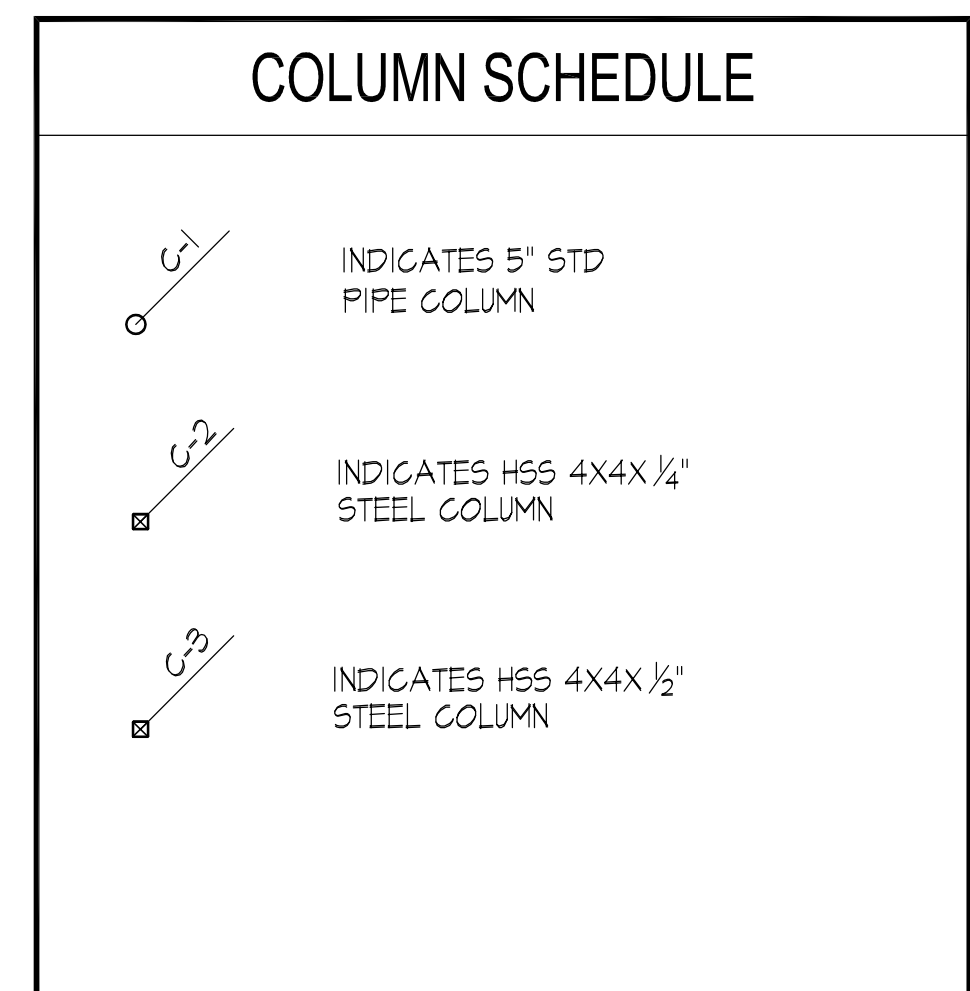 COLUMN SCHEDULE
C-1
INDICATES 5" STD
PIPE COLUMN
C-2
INDICATES HSS 4X4X 1/4"
STEEL COLUMN
C-3
INDICATES HSS 4X4X 1/2"
STEEL COLUMN